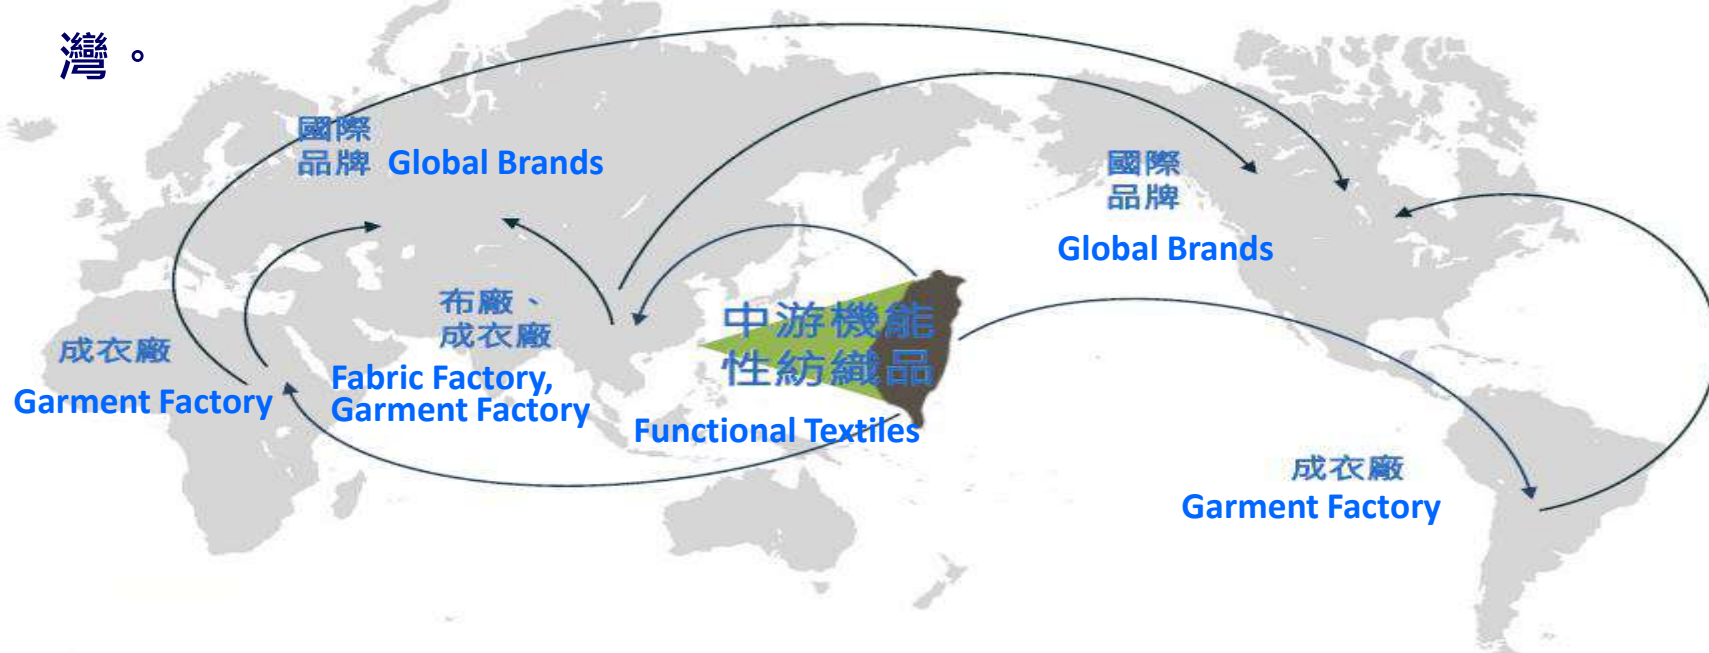 灣。
國際
品牌
Global Brands
國際
品牌
Global Brands
布廠、
成衣廠
Fabric Factory,
Garment Factory
成衣廠
Garment Factory
中游機能
性紡織品
Functional Textiles
成衣廠
Garment Factory